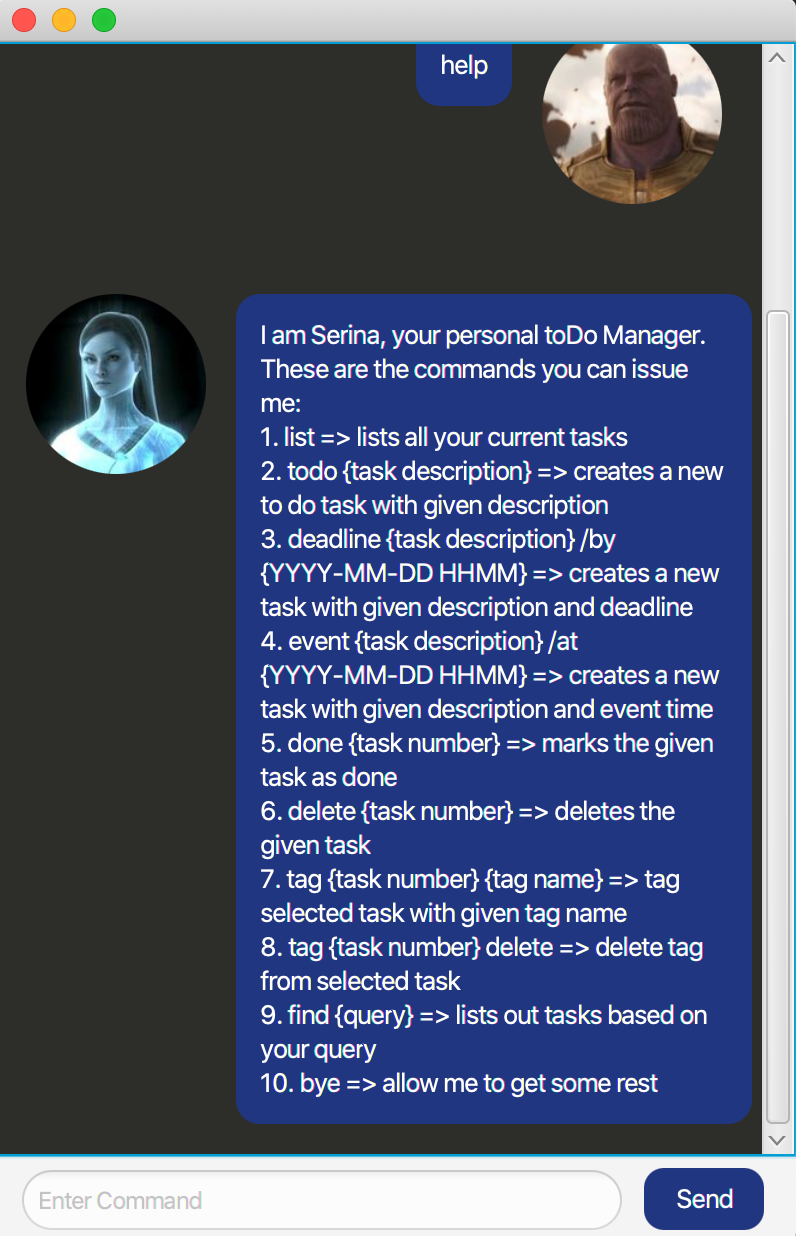 help
I am Serina, your personal toDo Manager.
These are the commands you can issue
me:
1. list => lists all your current tasks
2. todo {task description} => creates a new
to do task with given description
3. deadline {task description} /by
{YYYY-MM-DD HHMM} => creates a new
task with given description and deadline
4. event {task description} /at
{YYYY-MM-DD HHMM} => creates a new
task with given description and event time
5. done {task number} => marks the given
task as done
6. delete {task number} => deletes the
given task
7. tag {task number} {tag name} => tag
selected task with given tag name
8. tag {task number} delete => delete tag
from selected task
9. find {query} => lists out tasks based on
your query
10. bye => allow me to get some rest
Enter Command
Send